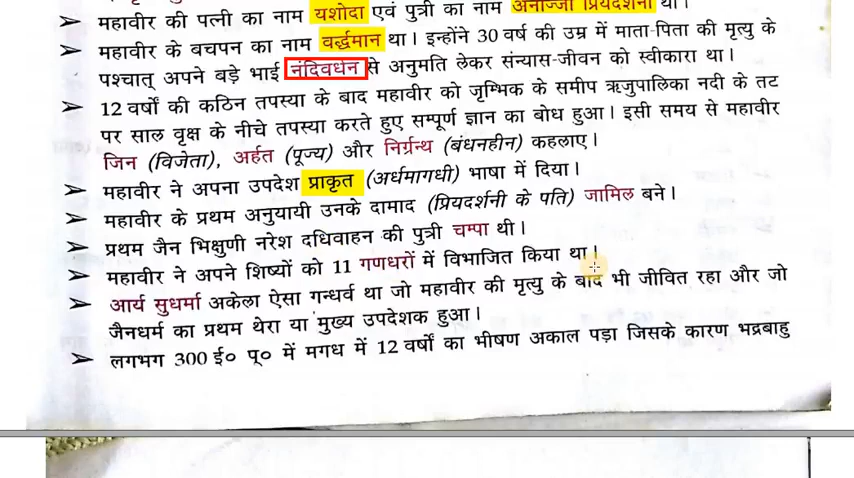 ➤ महावीर की पत्नी का नाम यशोदा एवं पुत्री का नाम अनोज्जा प्रियदर्शनी था।
➤ महावीर के बचपन का नाम वर्द्धमान था। इन्होंने 30 वर्ष की उम्र में माता-पिता की मृत्यु के
पश्चात् अपने बड़े भाई नंदिवर्धन से अनुमति लेकर संन्यास-जीवन को स्वीकारा था।
➤ 12 वर्षों की कठिन तपस्या के बाद महावीर को जृम्भिक के समीप ऋजुपालिका नदी के तट
पर साल वृक्ष के नीचे तपस्या करते हुए सम्पूर्ण ज्ञान का बोध हुआ। इसी समय से महावीर
जिन (विजेता), अर्हत (पूज्य) और निर्ग्रन्थ (बंधनहीन) कहलाए।
➤ महावीर ने अपना उपदेश प्राकृत (अर्धमागधी) भाषा में दिया।
➤ महावीर के प्रथम अनुयायी उनके दामाद (प्रियदर्शनी के पति) जामिल बने।
➤ प्रथम जैन भिक्षुणी नरेश दधिवाहन की पुत्री चम्पा थी।
➤ महावीर ने अपने शिष्यों को 11 गणधरों में विभाजित किया था।
➤ आर्य सुधर्मा अकेला ऐसा गन्धर्व था जो महावीर की मृत्यु के बाद भी जीवित रहा और जो
जैनधर्म का प्रथम थेरा या मुख्य उपदेशक हुआ।
➤ लगभग 300 ई० पू० में मगध में 12 वर्षों का भीषण अकाल पड़ा जिसके कारण भद्रबाहु